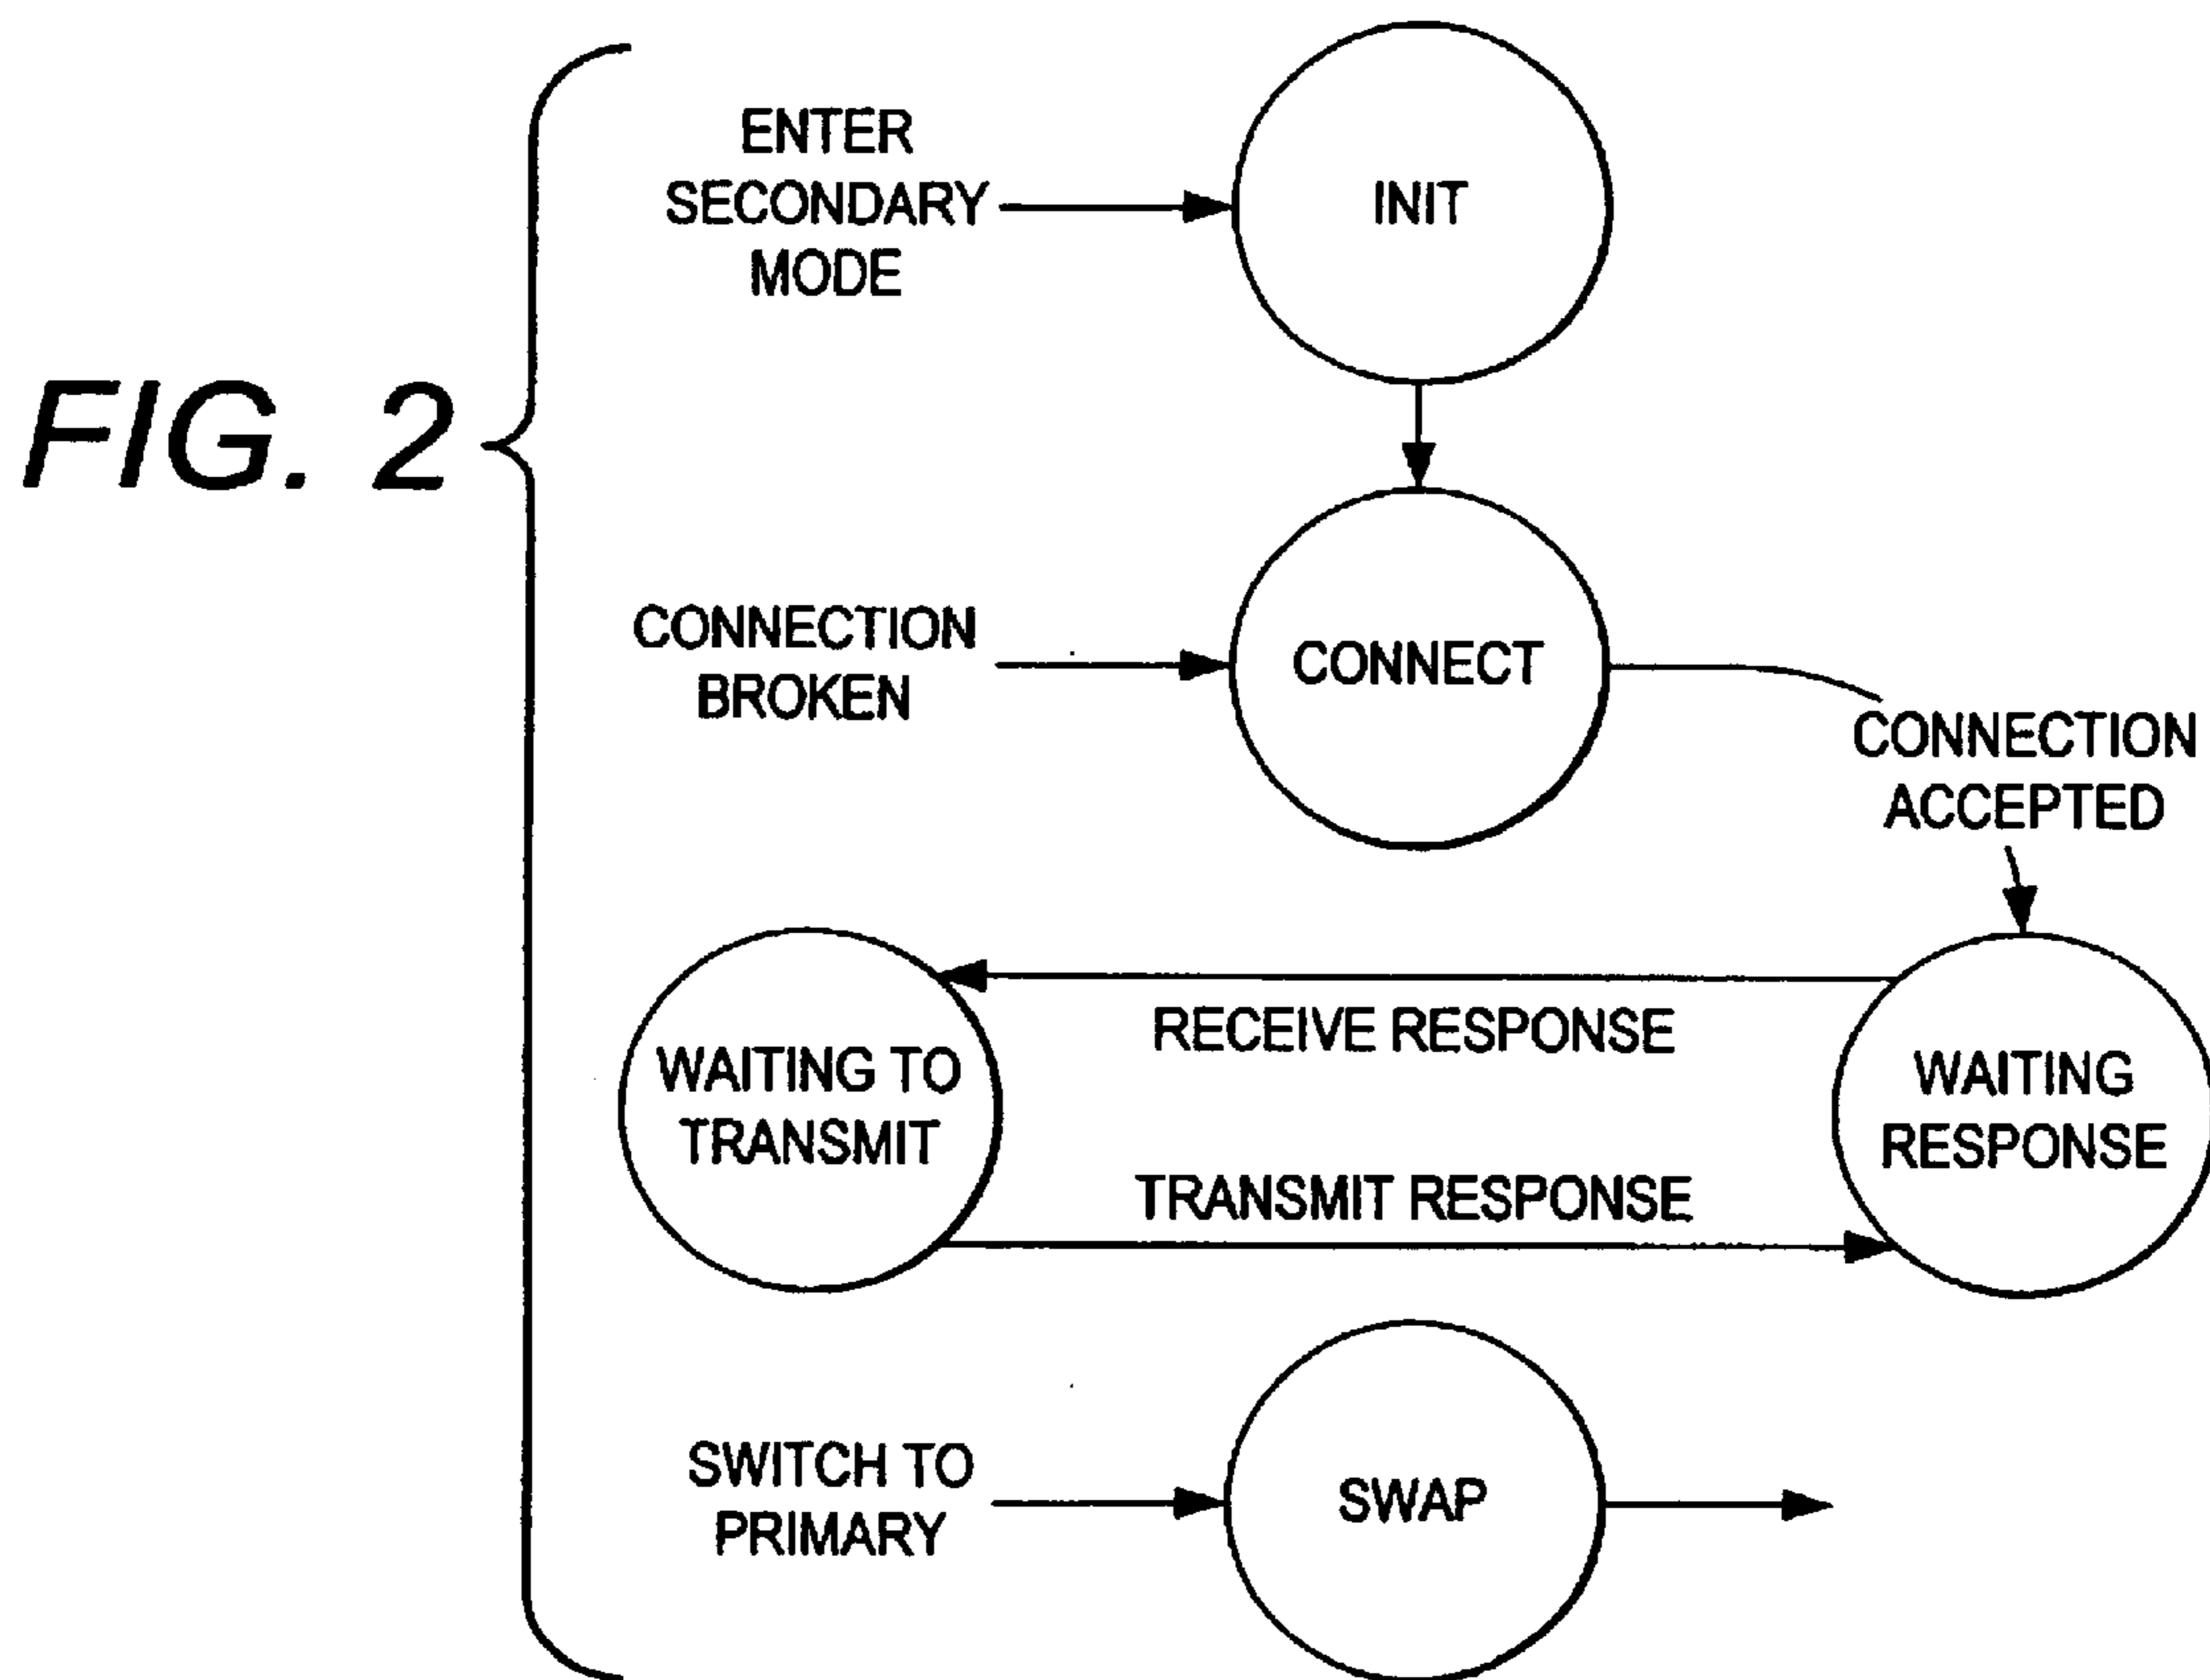 FIG. 2
ENTER
SECONDARY
MODE
INIT
CONNECTION
BROKEN
CONNECT
CONNECTION
ACCEPTED
WAITING TO
TRANSMIT
RECEIVE RESPONSE
TRANSMIT RESPONSE
WAITING
RESPONSE
SWITCH TO
PRIMARY
SWAP